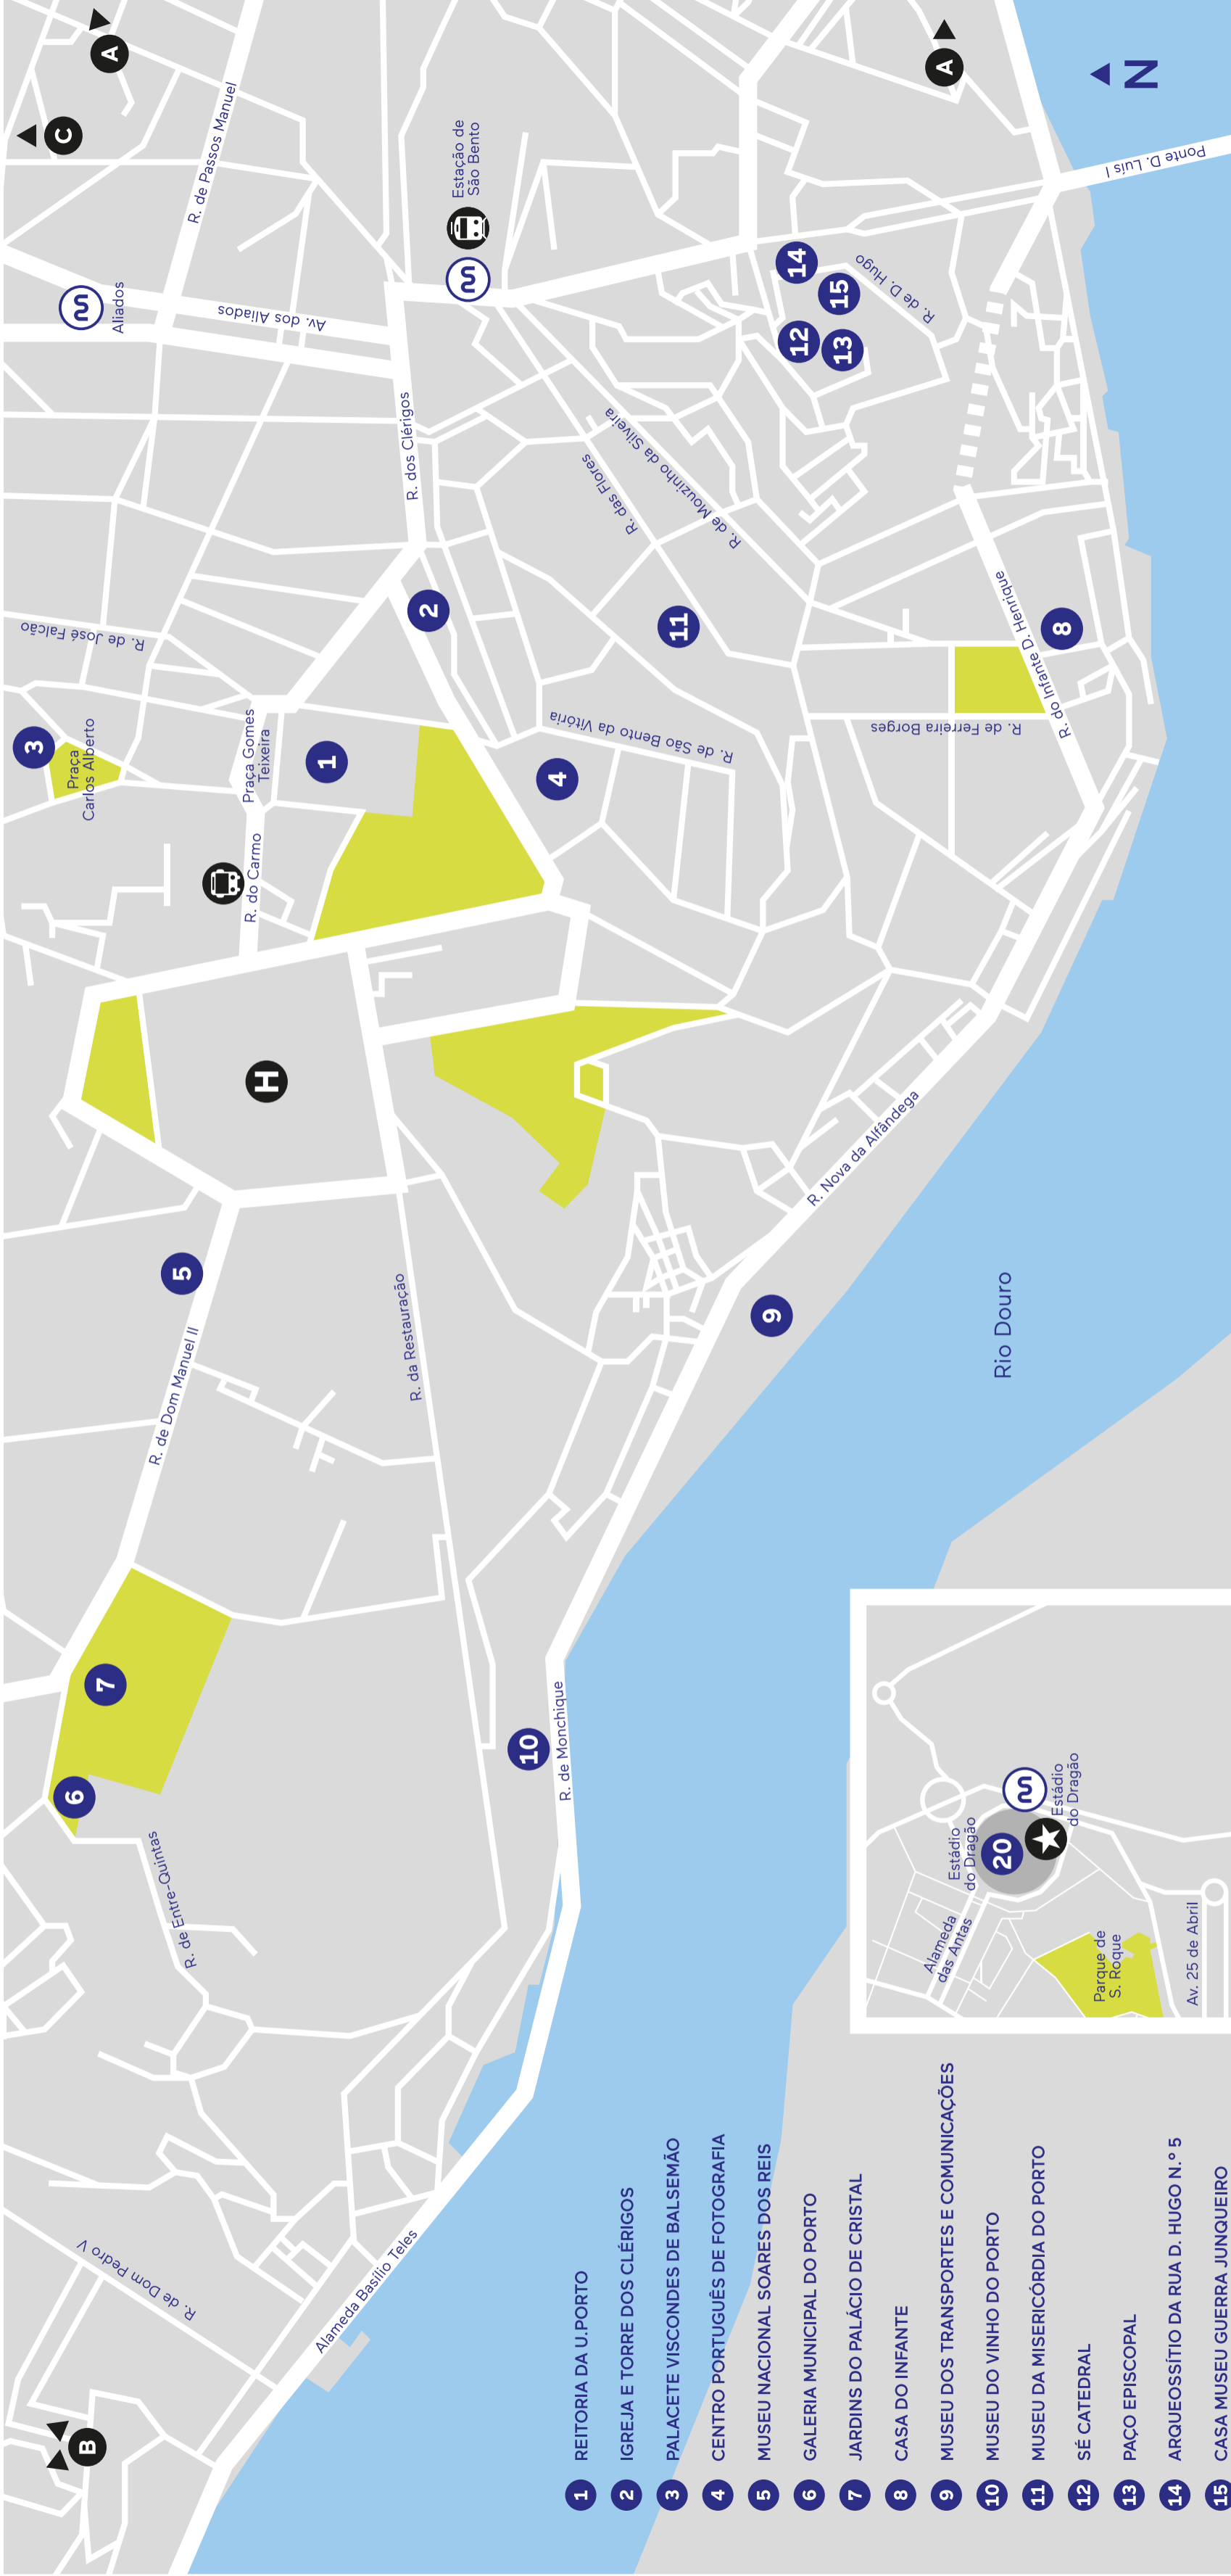 B
R. de Dom Pedro V
Alameda Basílio Teles
R. de Entre-Quintas
6
7
10
R. de Monchique
R. de Dom Manuel II
5
R. da Restauração
9
R. Nova da Alfândega
Rio Douro
H
R. do Carmo
3
Praça
Carlos Alberto
Praça Gomes
Teixeira
1
4
R. de São Bento da Vitória
R. de José Falcão
2
11
R. de Ferreira Borges
R. do Infante D. Henrique
8
R. dos Clérigos
R. das Flores
R. de Mouzinho da Silveira
Aliados
Av. dos Aliados
12
13
14
15
R. de D. Hugo
C
A
R. de Passos Manuel
Estação de
São Bento
A
N
Ponte D. Luís I
1 REITORIA DA U.PORTO
2 IGREJA E TORRE DOS CLÉRIGOS
3 PALACETE VISCONDES DE BALSEMÃO
4 CENTRO PORTUGUÊS DE FOTOGRAFIA
5 MUSEU NACIONAL SOARES DOS REIS
6 GALERIA MUNICIPAL DO PORTO
7 JARDINS DO PALÁCIO DE CRISTAL
8 CASA DO INFANTE
9 MUSEU DOS TRANSPORTES E COMUNICAÇÕES
10 MUSEU DO VINHO DO PORTO
11 MUSEU DA MISERICÓRDIA DO PORTO
12 SÉ CATEDRAL
13 PAÇO EPISCOPAL
14 ARQUEOSSÍTIO DA RUA D. HUGO N.º 5
15 CASA MUSEU GUERRA JUNQUEIRO
Alameda
das Antas
Estádio
do Dragão
20
Estádio
do Dragão
Parque de
S. Roque
Av. 25 de Abril